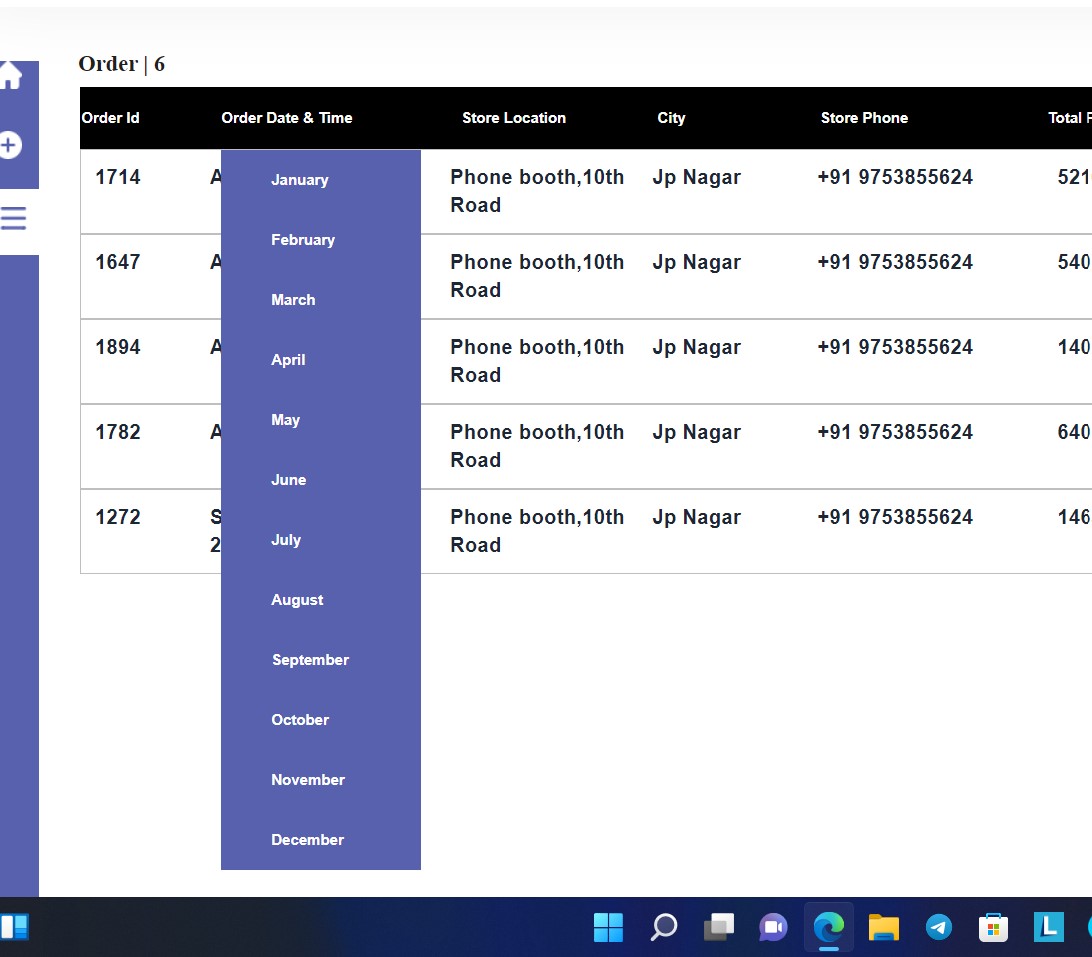 Order | 6
Order Id Order Date & Time Store Location City Store Phone Total
1714 Phone booth,10th Jp Nagar +91 9753855624 521
Road
1647 Phone booth,10th Jp Nagar +91 9753855624 540
Road
1894 Phone booth,10th Jp Nagar +91 9753855624 140
Road
1782 Phone booth,10th Jp Nagar +91 9753855624 640
Road
1272 Phone booth,10th Jp Nagar +91 9753855624 146
Road
January
February
March
April
May
June
July
August
September
October
November
December
L